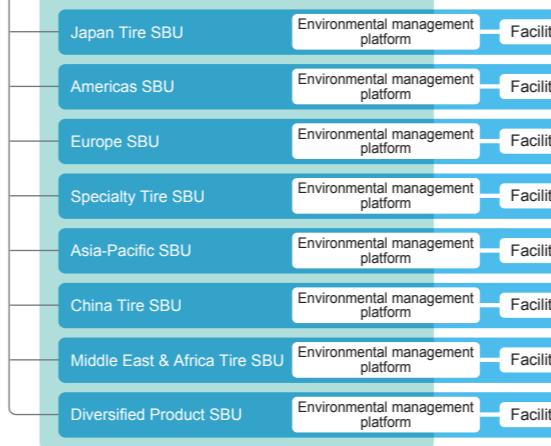 Japan Tire SBU
Environmental management
platform
Americas SBU
Environmental management
platform
Europe SBU
Environmental management
platform
Specialty Tire SBU
Environmental management
platform
Asia-Pacific SBU
Environmental management
platform
China Tire SBU
Environmental management
platform
Middle East & Africa Tire SBU
Environmental management
platform
Diversified Product SBU
Environmental management
platform